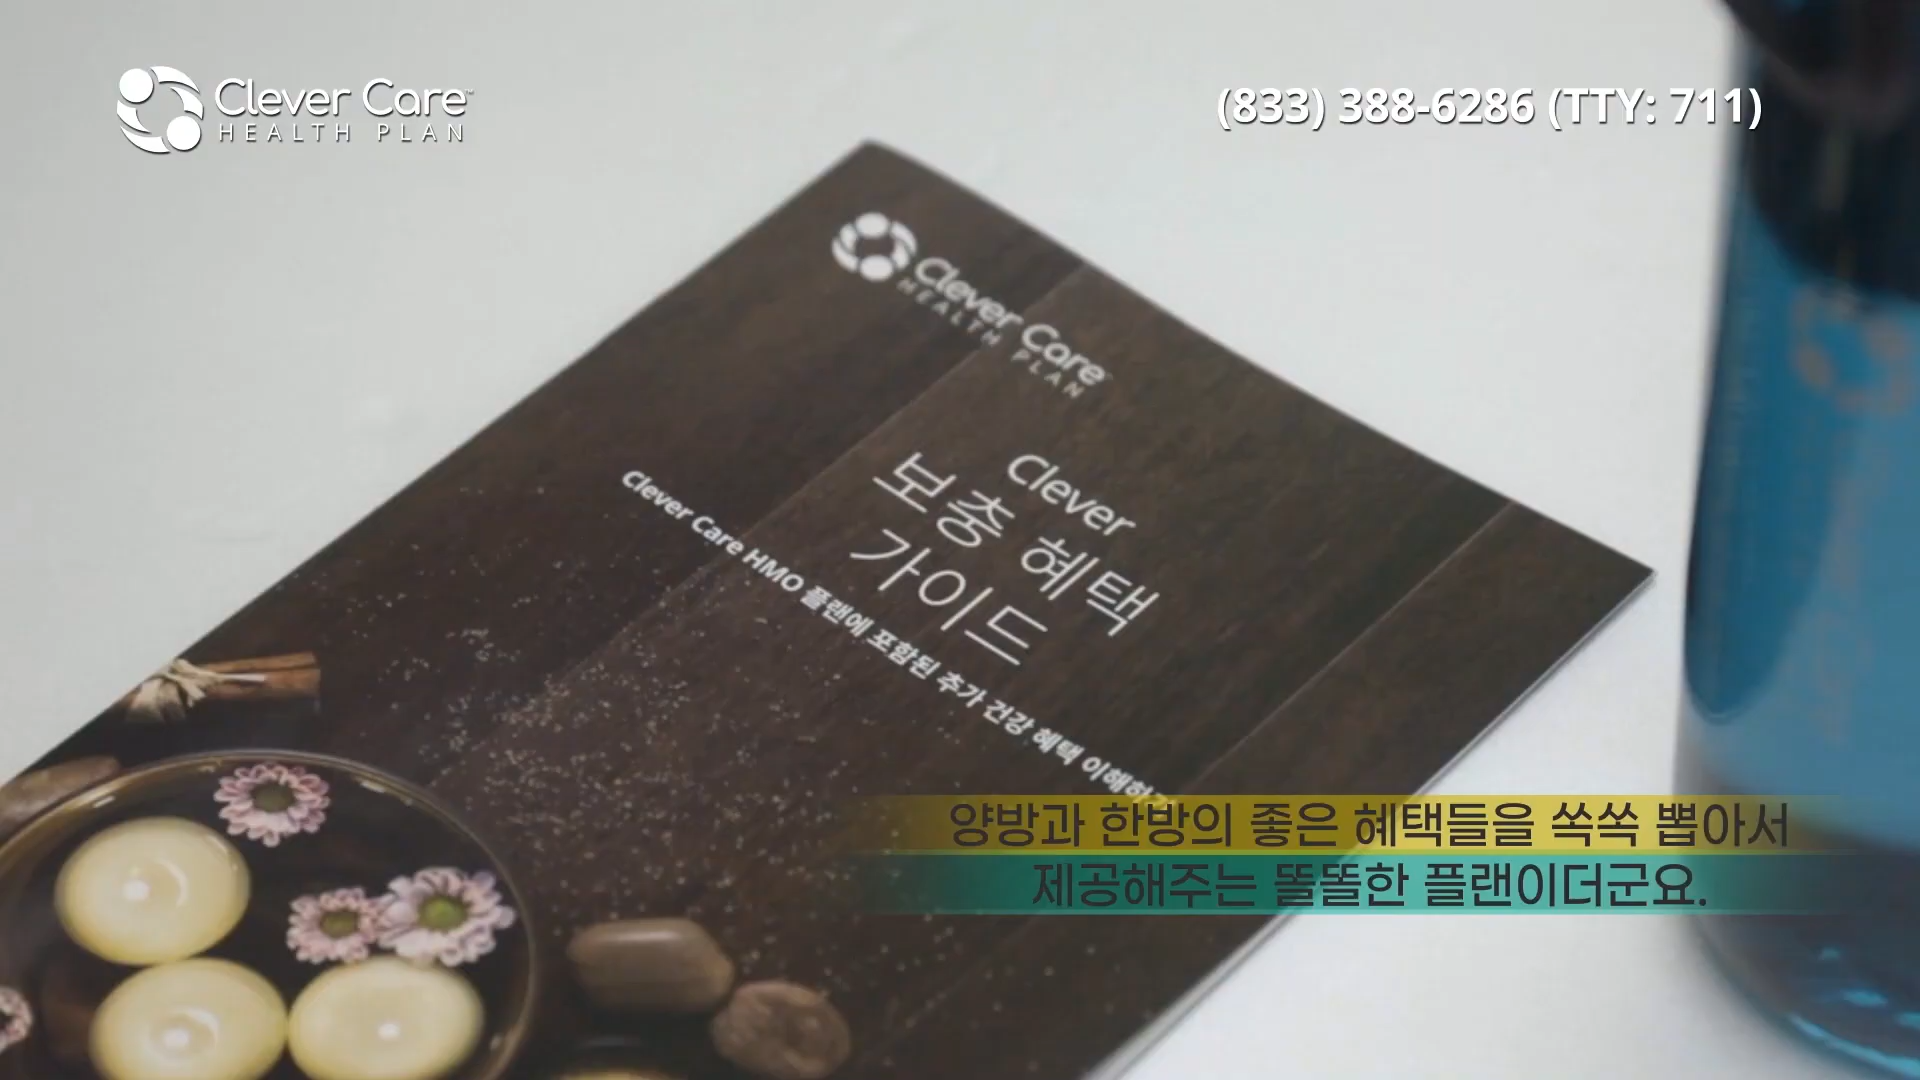 Clever Care™
HEALTH PLAN
(833) 388-6286 (TTY: 711)
Clever Care
HEALTH PLAN
Clever
보충 혜택
가이드
Clever Care HMO 플랜에 포함된 추가 건강 혜택 이해하기
양방과 한방의 좋은 혜택들을 쏙쏙 뽑아서
제공해주는 똘똘한 플랜이더군요.